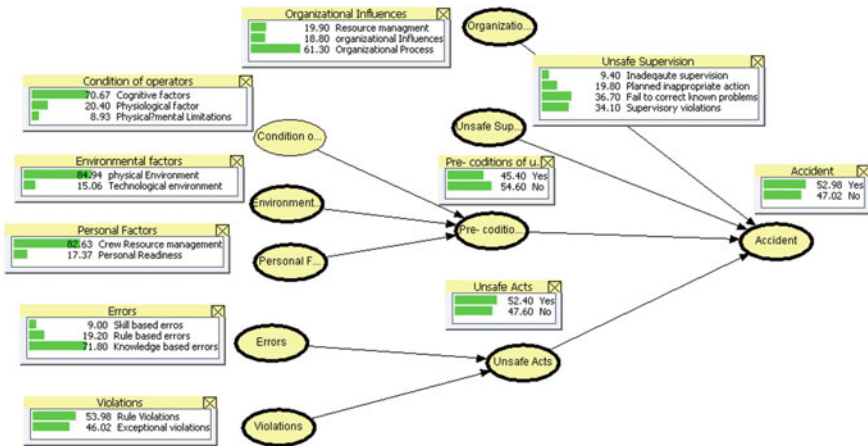 Organizational Influences
19.90 Resource managment
18.80 organizational Influences
61.30 Organizational Process
Organizatio...
Unsafe Supervision
9.40 Inadeqaute supervision
19.80 Planned inappropriate action
36.70 Fail to correct known problems
34.10 Supervisory violations
Condition of operators
70.67 Cognitive factors
20.40 Physiological factor
8.93 Physical?mental Limitations
Condition o...
Unsafe Sup...
Environmental factors
84.94 physical Environment
15.06 Technological environment
Environment...
Pre- coditions of u.
45.40 Yes
54.60 No
Accident
52.98 Yes
47.02 No
Personal Factors
82.63 Crew Resource management
17.37 Personal Readiness
Personal F...
Pre- coditio...
Accident
Unsafe Acts
52.40 Yes
47.60 No
Errors
9.00 Skill based erros
19.20 Rule based errors
71.80 Knowledge based errors
Errors
Unsafe Acts
Violations
53.98 Rule Violations
46.02 Exceptional violations
Violations